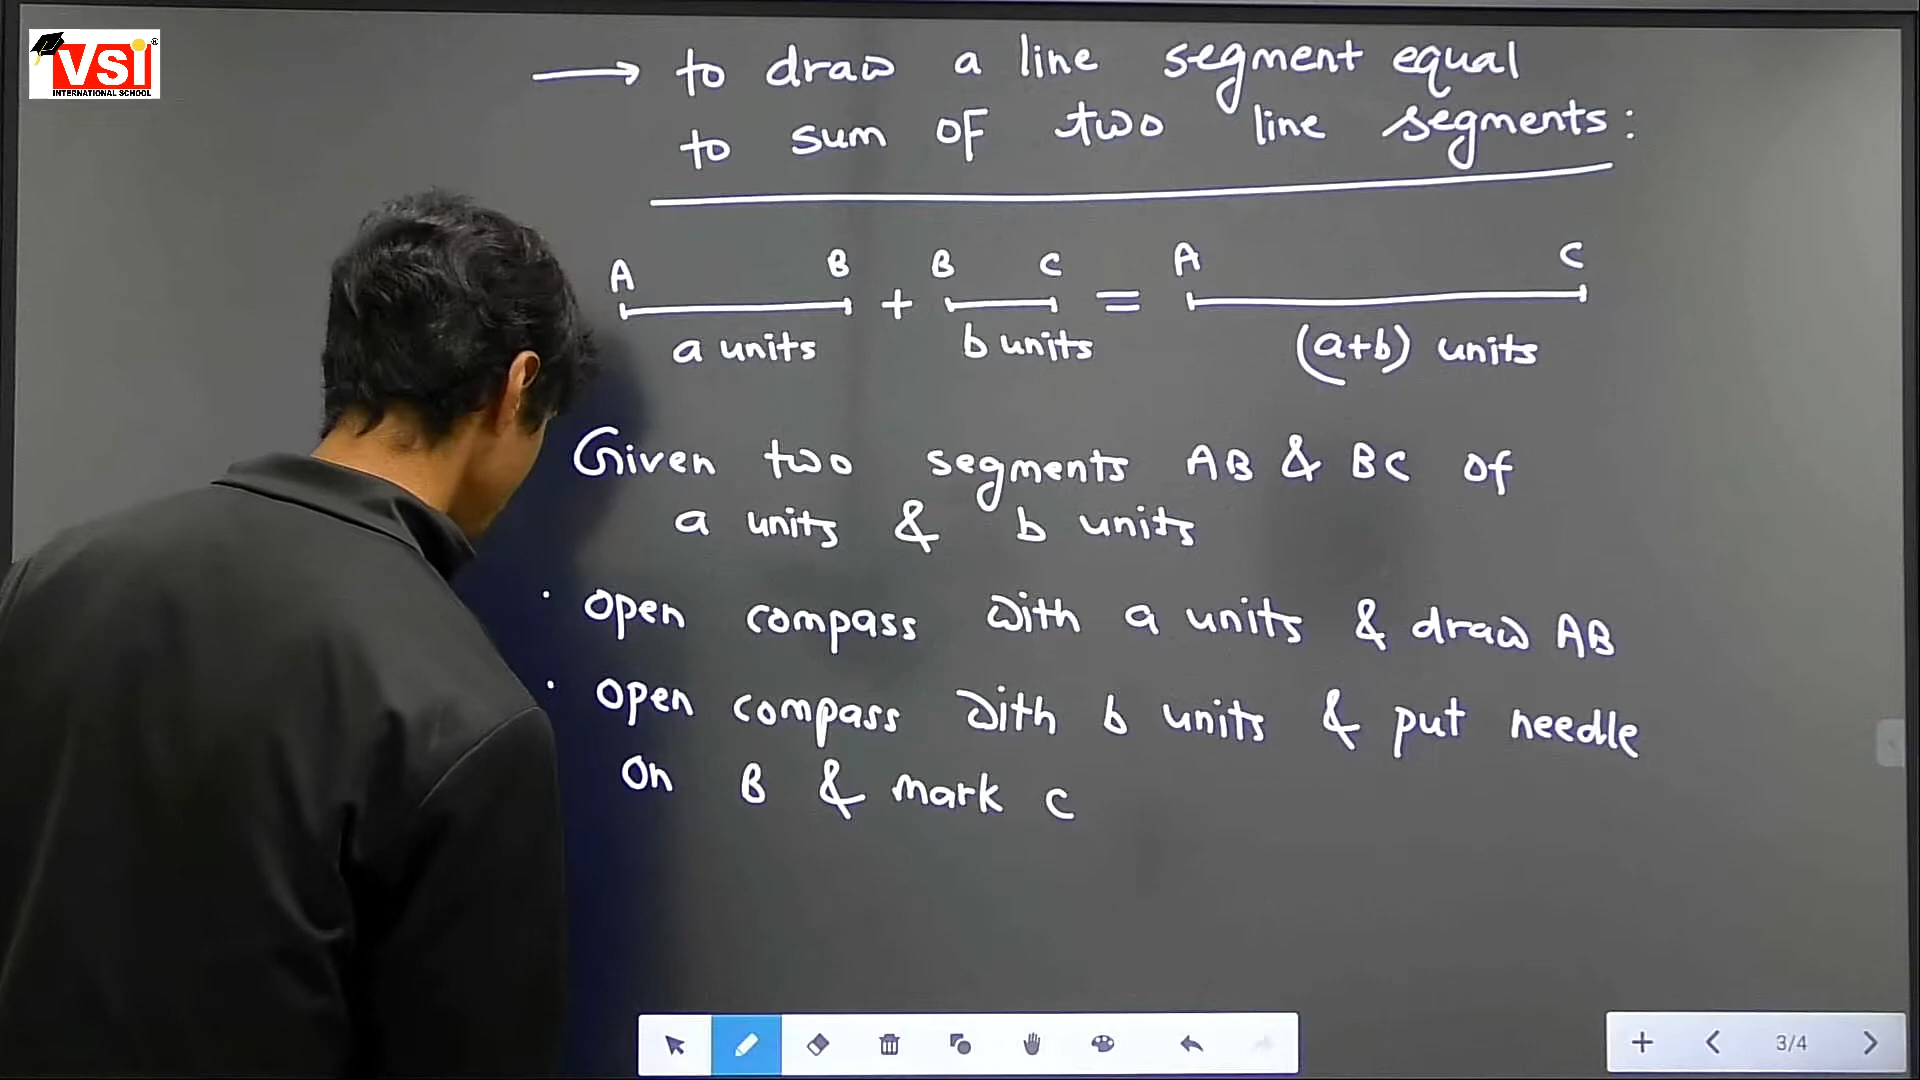 VSI
INTERNATIONAL SCHOOL
→ to draw a line segment equal
to sum of two line segments:
A B + B C = A C
a units b units (a+b) units
Given two segments AB & BC of
a units & b units
· open compass with a units & draw AB
· open compass with b units & put needle
on B & mark C
3/4